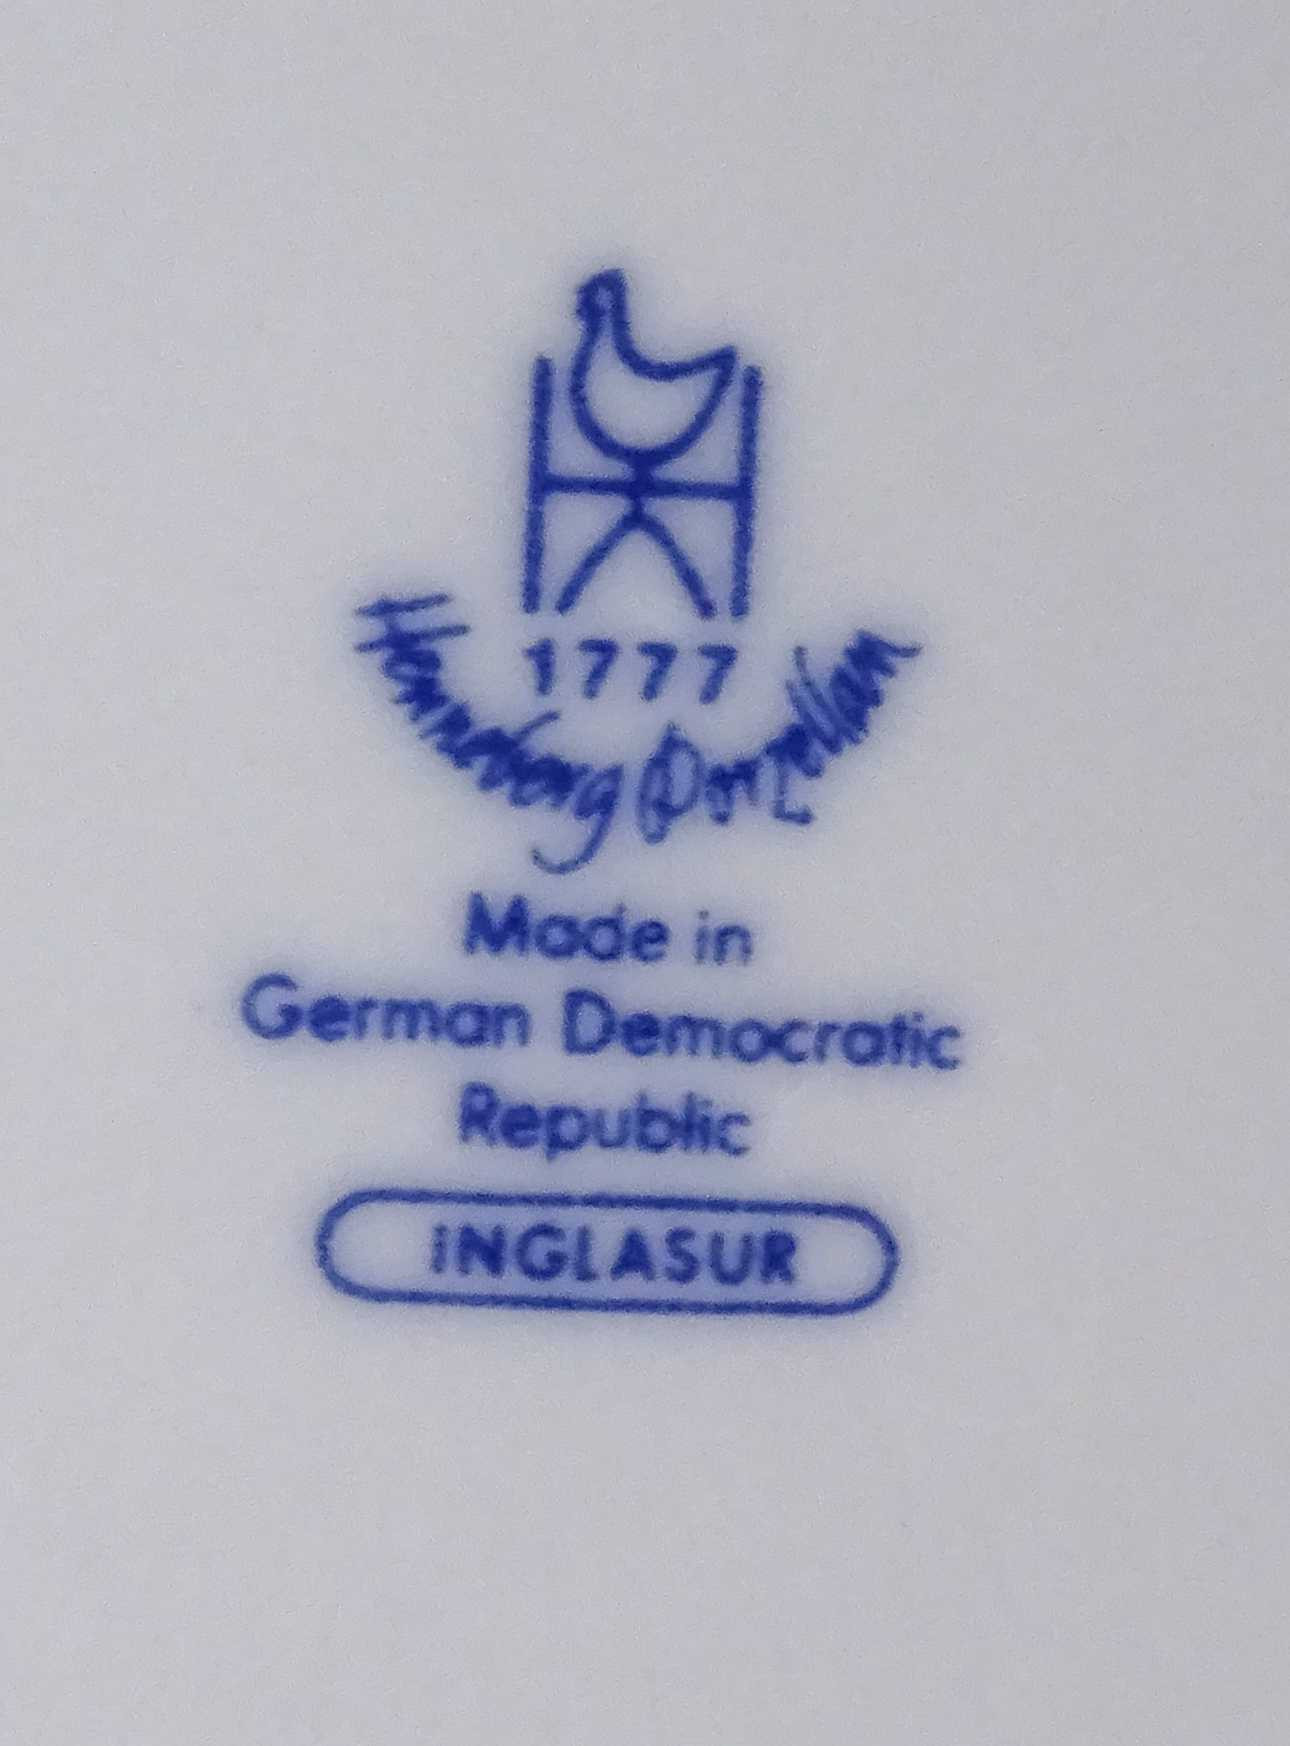 1777
Henneberg Porzellan
Made in
German Democratic
Republic
iNGLASUR